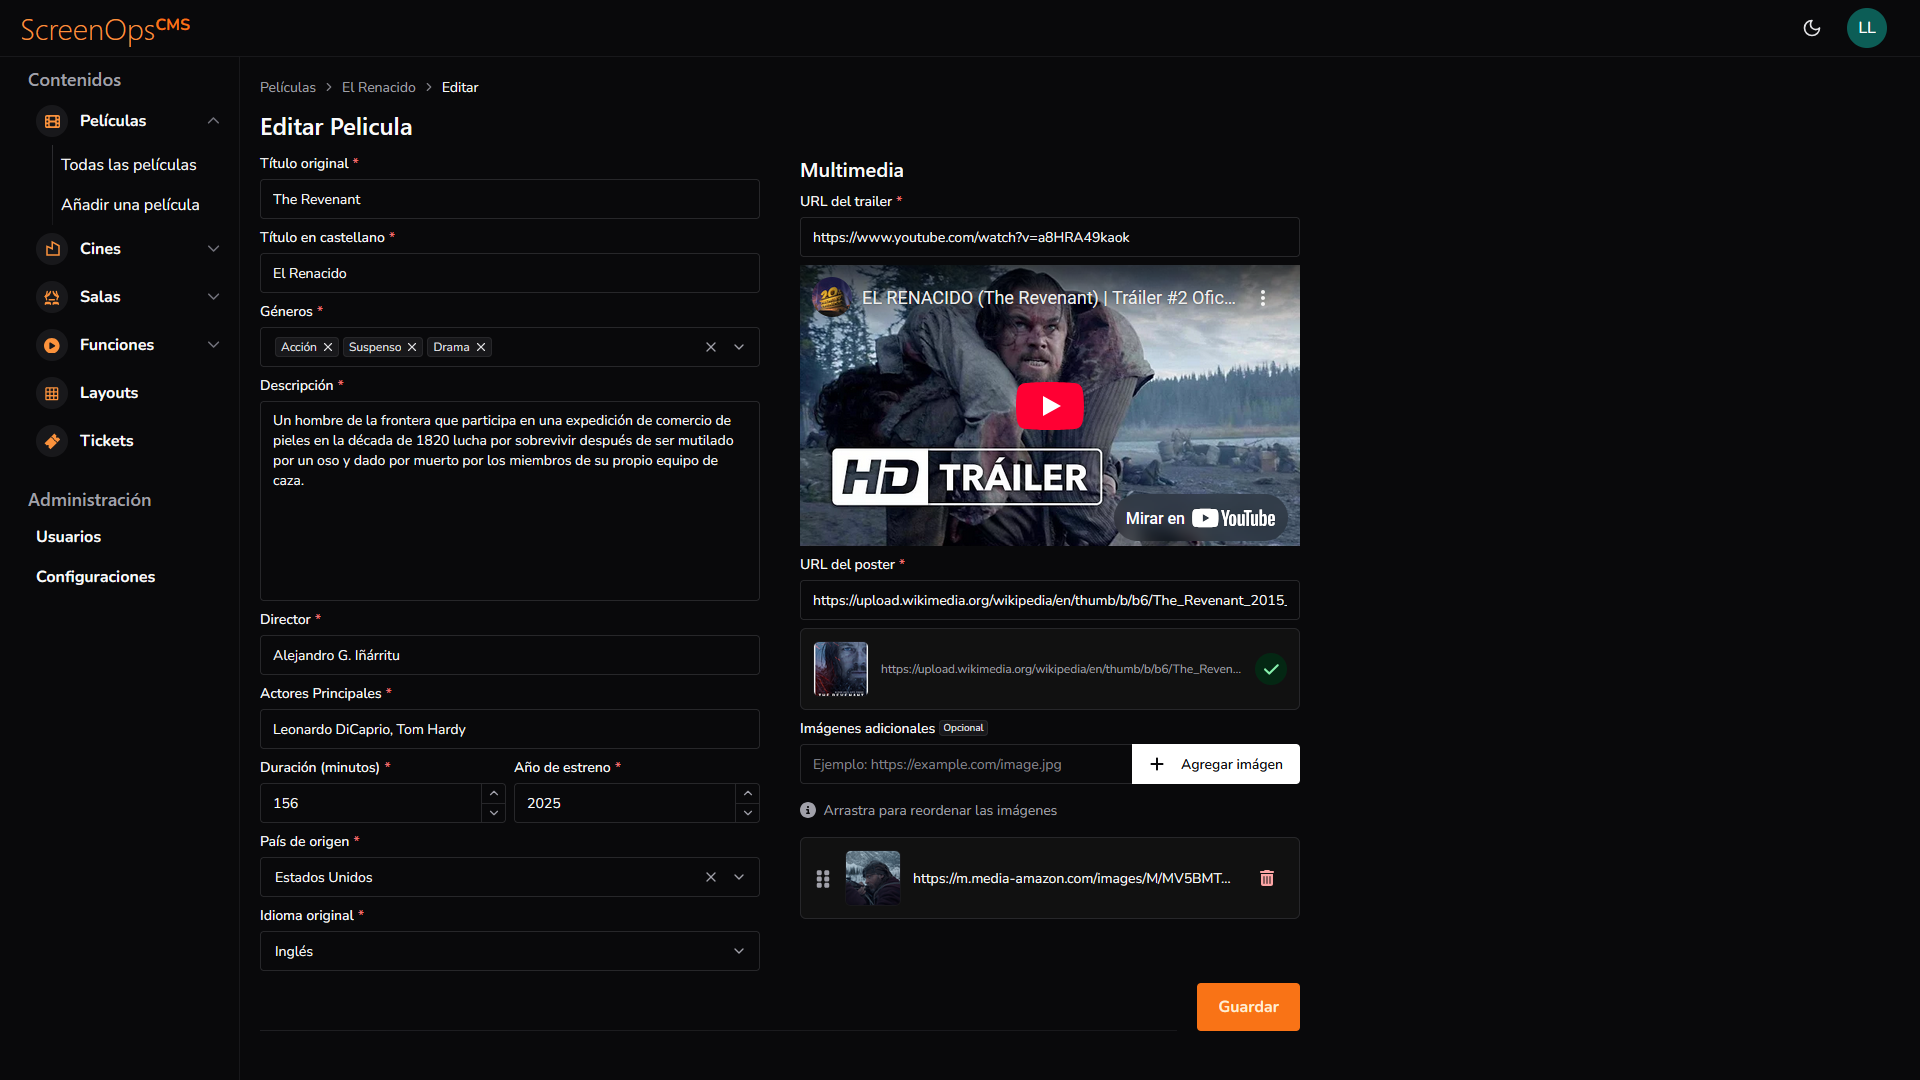 ScreenOpsCMS
LL
Contenidos
Películas
Todas las películas
Añadir una película
Cines
Salas
Funciones
Layouts
Tickets
Administración
Usuarios
Configuraciones
Películas > El Renacido > Editar
Editar Pelicula
Título original *
The Revenant
Título en castellano *
El Renacido
Géneros *
Acción Suspenso Drama
Descripción *
Un hombre de la frontera que participa en una expedición de comercio de
pieles en la década de 1820 lucha por sobrevivir después de ser mutilado
por un oso y dado por muerto por los miembros de su propio equipo de
caza.
Director *
Alejandro G. Iñárritu
Actores Principales *
Leonardo DiCaprio, Tom Hardy
Duración (minutos) * Año de estreno *
156 2025
País de origen *
Estados Unidos
Idioma original *
Inglés
Multimedia
URL del trailer *
https://www.youtube.com/watch?v=a8HRA49kaok
EL RENACIDO (The Revenant) | Tráiler #2 Ofic...
HD TRÁILER
Mirar en YouTube
URL del poster *
https://upload.wikimedia.org/wikipedia/en/thumb/b/b6/The_Revenant_2015_
THE REVENANT
https://upload.wikimedia.org/wikipedia/en/thumb/b/b6/The_Reven...
Imágenes adicionales Opcional
Ejemplo: https://example.com/image.jpg
Agregar imágen
Arrastra para reordenar las imágenes
https://m.media-amazon.com/images/M/MV5BMT...
Guardar